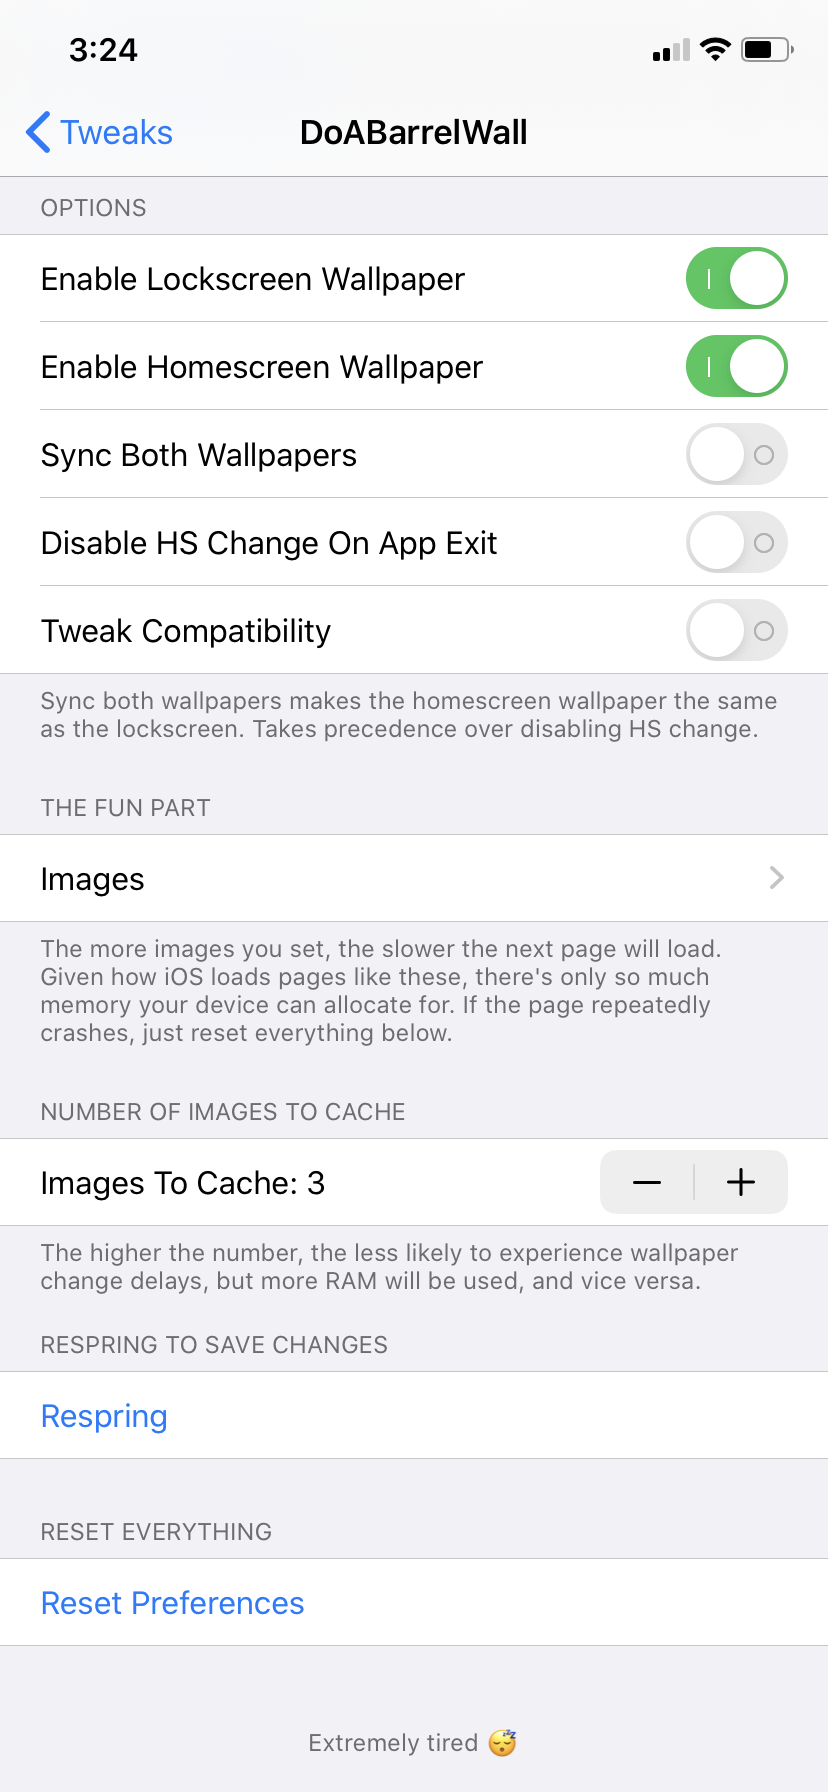 3:24
Tweaks
DoABarrelWall
OPTIONS
Enable Lockscreen Wallpaper
Enable Homescreen Wallpaper
Sync Both Wallpapers
Disable HS Change On App Exit
Tweak Compatibility
Sync both wallpapers makes the homescreen wallpaper the same
as the lockscreen. Takes precedence over disabling HS change.
THE FUN PART
Images
The more images you set, the slower the next page will load.
Given how iOS loads pages like these, there's only so much
memory your device can allocate for. If the page repeatedly
crashes, just reset everything below.
NUMBER OF IMAGES TO CACHE
Images To Cache: 3
The higher the number, the less likely to experience wallpaper
change delays, but more RAM will be used, and vice versa.
RESPRING TO SAVE CHANGES
Respring
RESET EVERYTHING
Reset Preferences
Extremely tired 😴